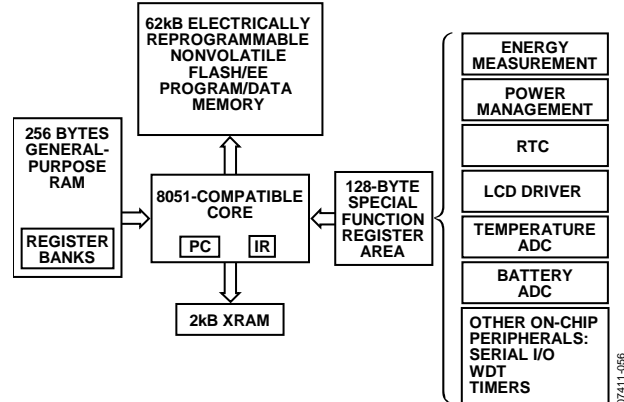 62kB ELECTRICALLY
REPROGRAMMABLE
NONVOLATILE
FLASH/EE
PROGRAM/DATA
MEMORY
256 BYTES
GENERAL-
PURPOSE
RAM
REGISTER
BANKS
8051-COMPATIBLE
CORE
PC
IR
2kB XRAM
128-BYTE
SPECIAL
FUNCTION
REGISTER
AREA
ENERGY
MEASUREMENT
POWER
MANAGEMENT
RTC
LCD DRIVER
TEMPERATURE
ADC
BATTERY
ADC
OTHER ON-CHIP
PERIPHERALS:
SERIAL I/O
WDT
TIMERS
07411-056